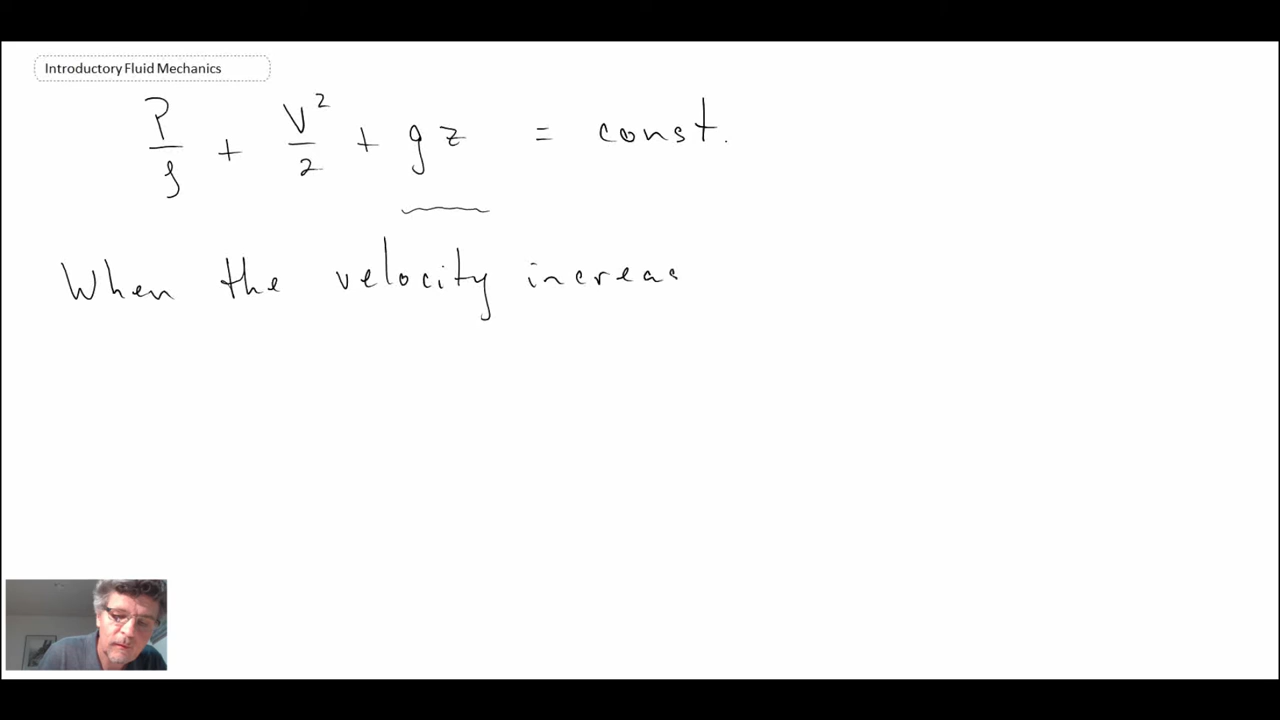 Introductory Fluid Mechanics
P/ρ + V²/2 + gz = const.
When the velocity increas